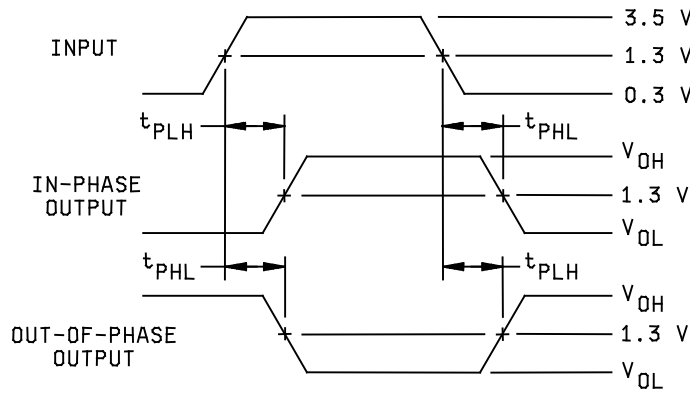 INPUT
3.5 V
1.3 V
0.3 V
tPLH
tPHL
IN-PHASE
OUTPUT
VOH
1.3 V
VOL
tPHL
tPLH
OUT-OF-PHASE
OUTPUT
VOH
1.3 V
VOL